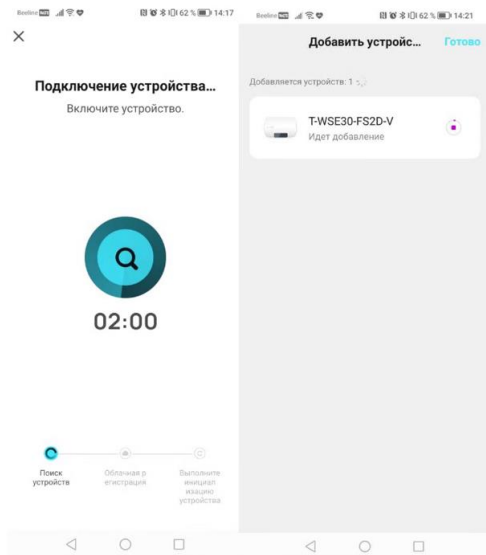 Beeline 62 % 14:17
Подключение устройства...
Включите устройство.
02:00
Поиск
устройств
Облачная р
егистрация
Выполните
инициал
изацию
устройства
Beeline 62 % 14:21
Добавить устройс... Готово
Добавляется устройств: 1
T-WSE30-FS2D-V
Идет добавление